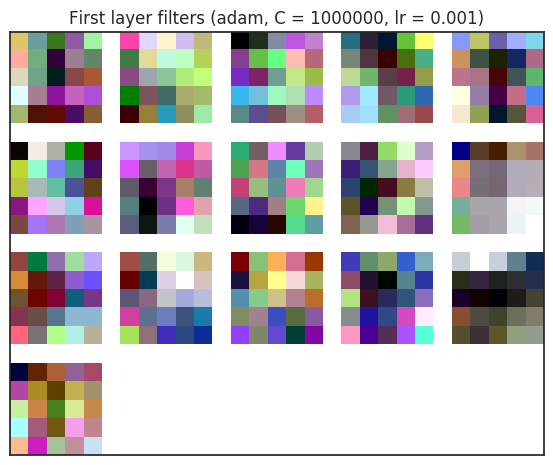 First layer filters (adam, C = 1000000, lr = 0.001)